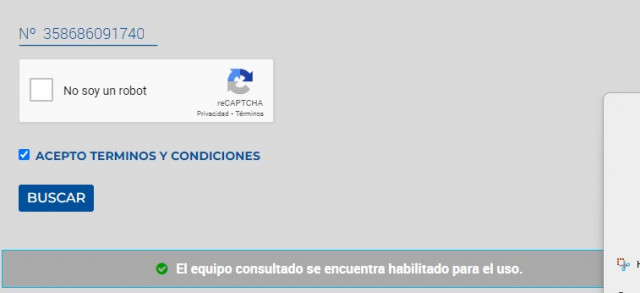 Nº 358686091740
No soy un robot
reCAPTCHA
Privacidad - Términos
ACEPTO TERMINOS Y CONDICIONES
BUSCAR
El equipo consultado se encuentra habilitado para el uso.